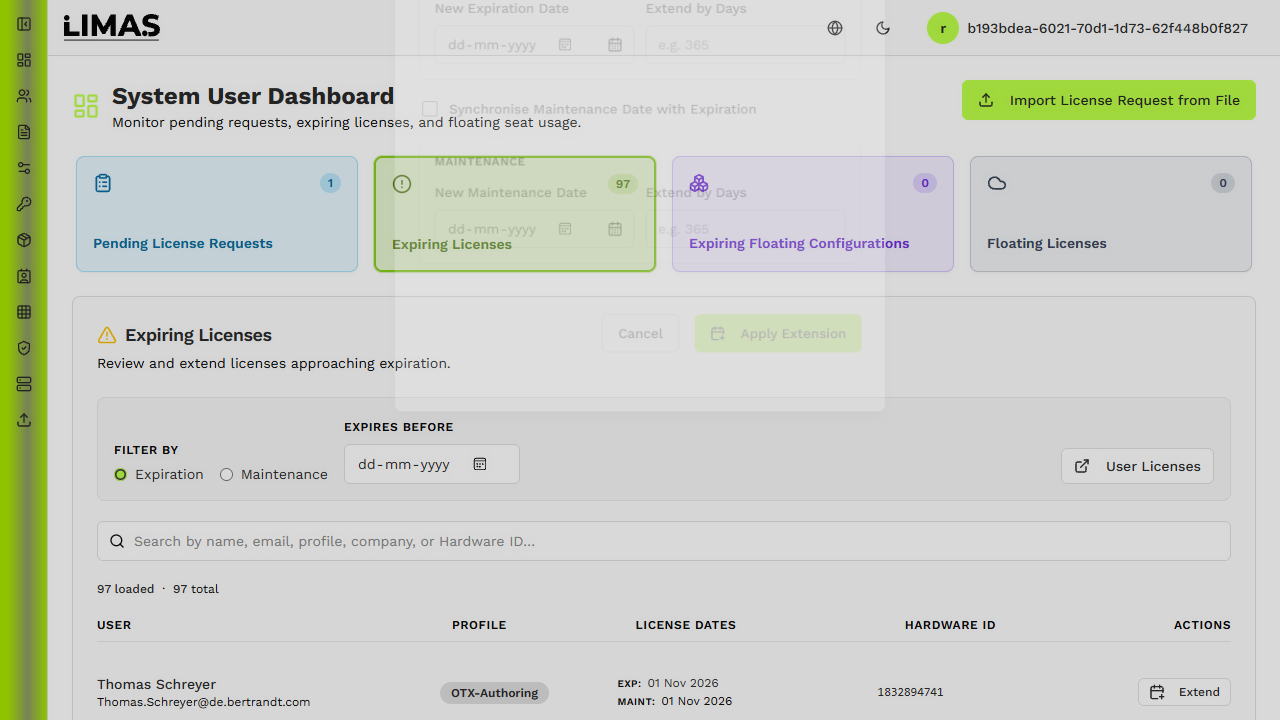 LIMAS
r
b193bdea-6021-70d1-1d73-62f448b0f827
New Expiration Date
Extend by Days
dd-mm-yyyy
e.g. 365
System User Dashboard
Import License Request from File
Synchronise Maintenance Date with Expiration
Monitor pending requests, expiring licenses, and floating seat usage.
MAINTENANCE
1
97
0
0
New Maintenance Date
Extend by Days
dd-mm-yyyy
e.g. 365
Pending License Requests
Expiring Licenses
Expiring Floating Configurations
Floating Licenses
Cancel
Apply Extension
Expiring Licenses
Review and extend licenses approaching expiration.
EXPIRES BEFORE
FILTER BY
dd-mm-yyyy
Expiration
Maintenance
User Licenses
Search by name, email, profile, company, or Hardware ID...
97 loaded · 97 total
USER PROFILE LICENSE DATES HARDWARE ID ACTIONS
Thomas Schreyer
Thomas.Schreyer@de.bertrandt.com
OTX-Authoring
EXP: 01 Nov 2026
MAINT: 01 Nov 2026
1832894741
Extend